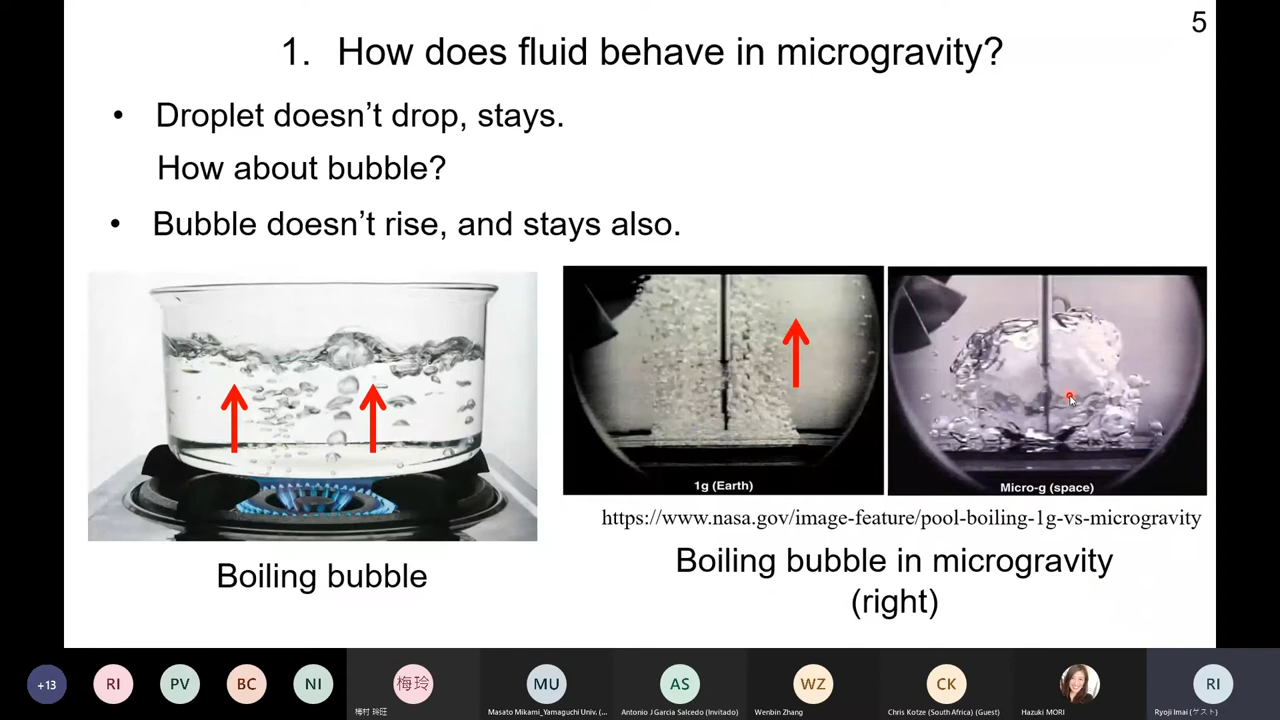 5
1. How does fluid behave in microgravity?
• Droplet doesn’t drop, stays.
How about bubble?
• Bubble doesn’t rise, and stays also.
1g (Earth)
Micro-g (space)
https://www.nasa.gov/image-feature/pool-boiling-1g-vs-microgravity
Boiling bubble
Boiling bubble in microgravity
(right)
+13
RI
PV
BC
NI
梅玲
MU
AS
WZ
CK
RI
梅村 玲旺
Masato Mikami_Yamaguchi Univ. (...
Antonio J Garcia Salcedo (Invitado)
Wenbin Zhang
Chris Kotze (South Africa) (Guest)
Hazuki MORI
Ryoji Imai (ゲスト)